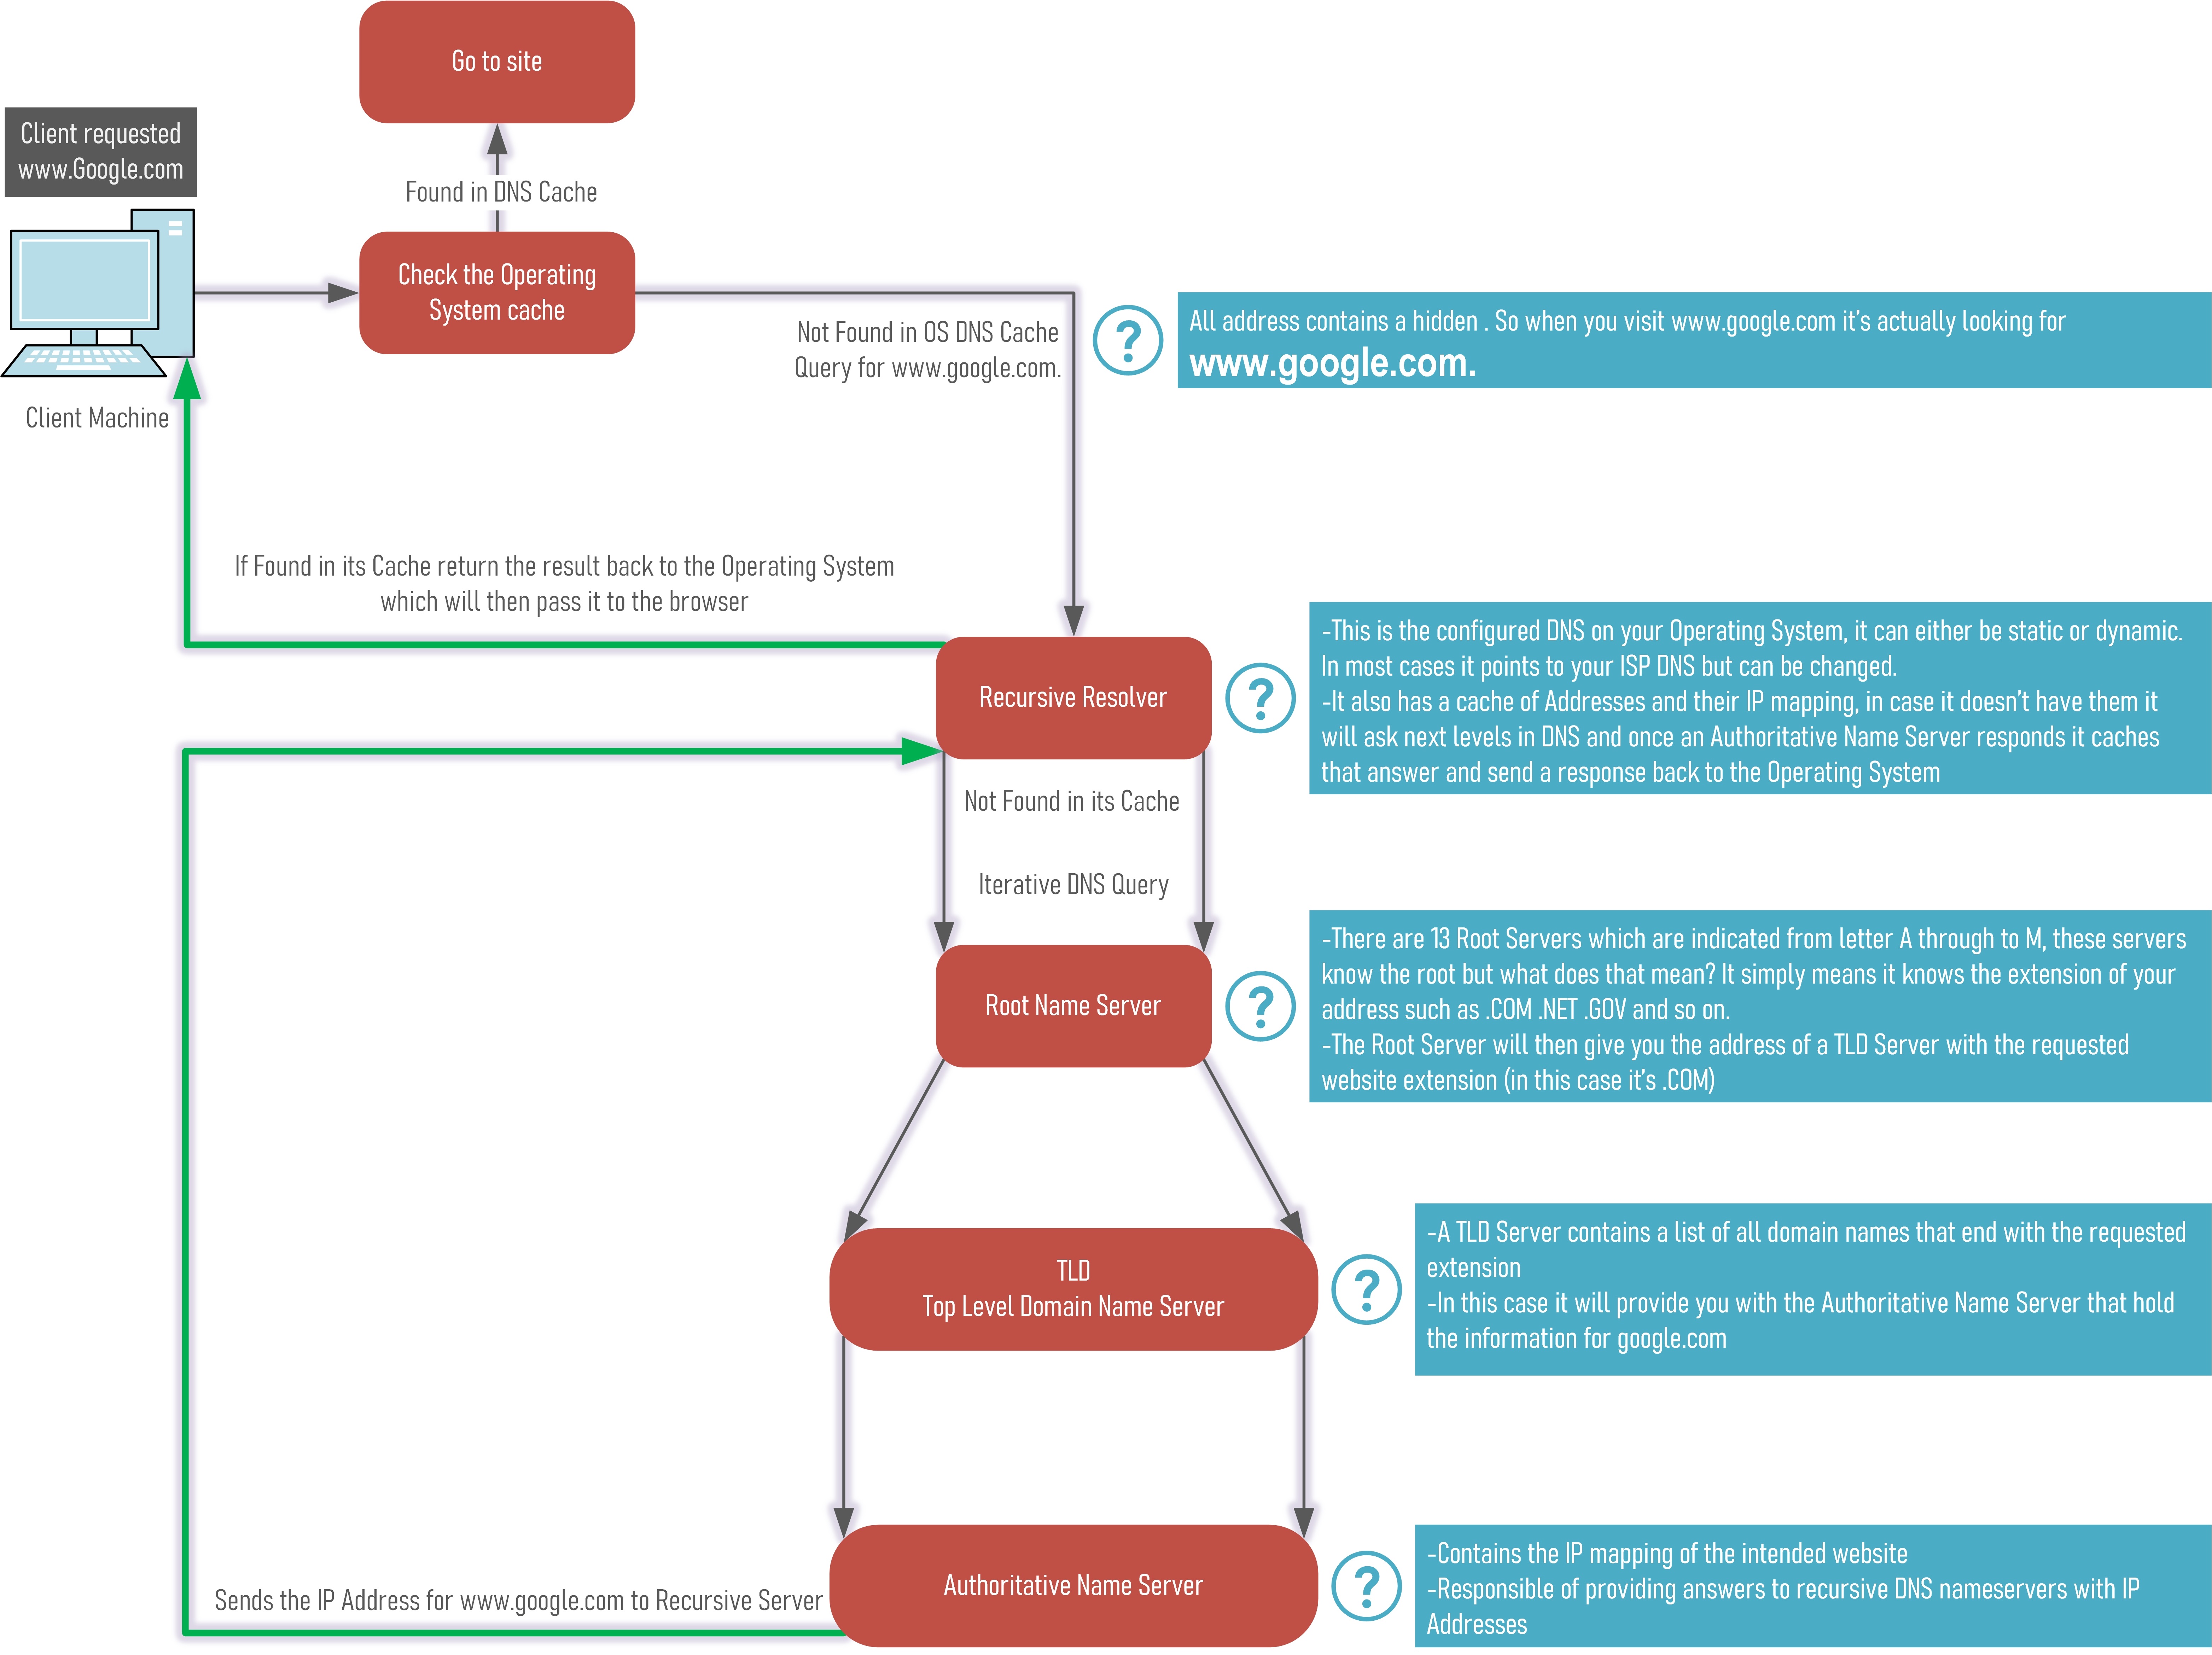 Go to site
Client requested
www.Google.com
Found in DNS Cache
Check the Operating
System cache
Not Found in OS DNS Cache
Query for www.google.com.
?
All address contains a hidden . So when you visit www.google.com it's actually looking for
www.google.com.
Client Machine
If Found in its Cache return the result back to the Operating System
which will then pass it to the browser
Recursive Resolver
?
-This is the configured DNS on your Operating System, it can either be static or dynamic.
In most cases it points to your ISP DNS but can be changed.
-It also has a cache of Addresses and their IP mapping, in case it doesn't have them it
will ask next levels in DNS and once an Authoritative Name Server responds it caches
that answer and send a response back to the Operating System
Not Found in its Cache
Iterative DNS Query
Root Name Server
?
-There are 13 Root Servers which are indicated from letter A through to M, these servers
know the root but what does that mean? It simply means it knows the extension of your
address such as .COM .NET .GOV and so on.
-The Root Server will then give you the address of a TLD Server with the requested
website extension (in this case it's .COM)
TLD
Top Level Domain Name Server
?
-A TLD Server contains a list of all domain names that end with the requested
extension
-In this case it will provide you with the Authoritative Name Server that hold
the information for google.com
Authoritative Name Server
?
-Contains the IP mapping of the intended website
-Responsible of providing answers to recursive DNS nameservers with IP
Addresses
Sends the IP Address for www.google.com to Recursive Server